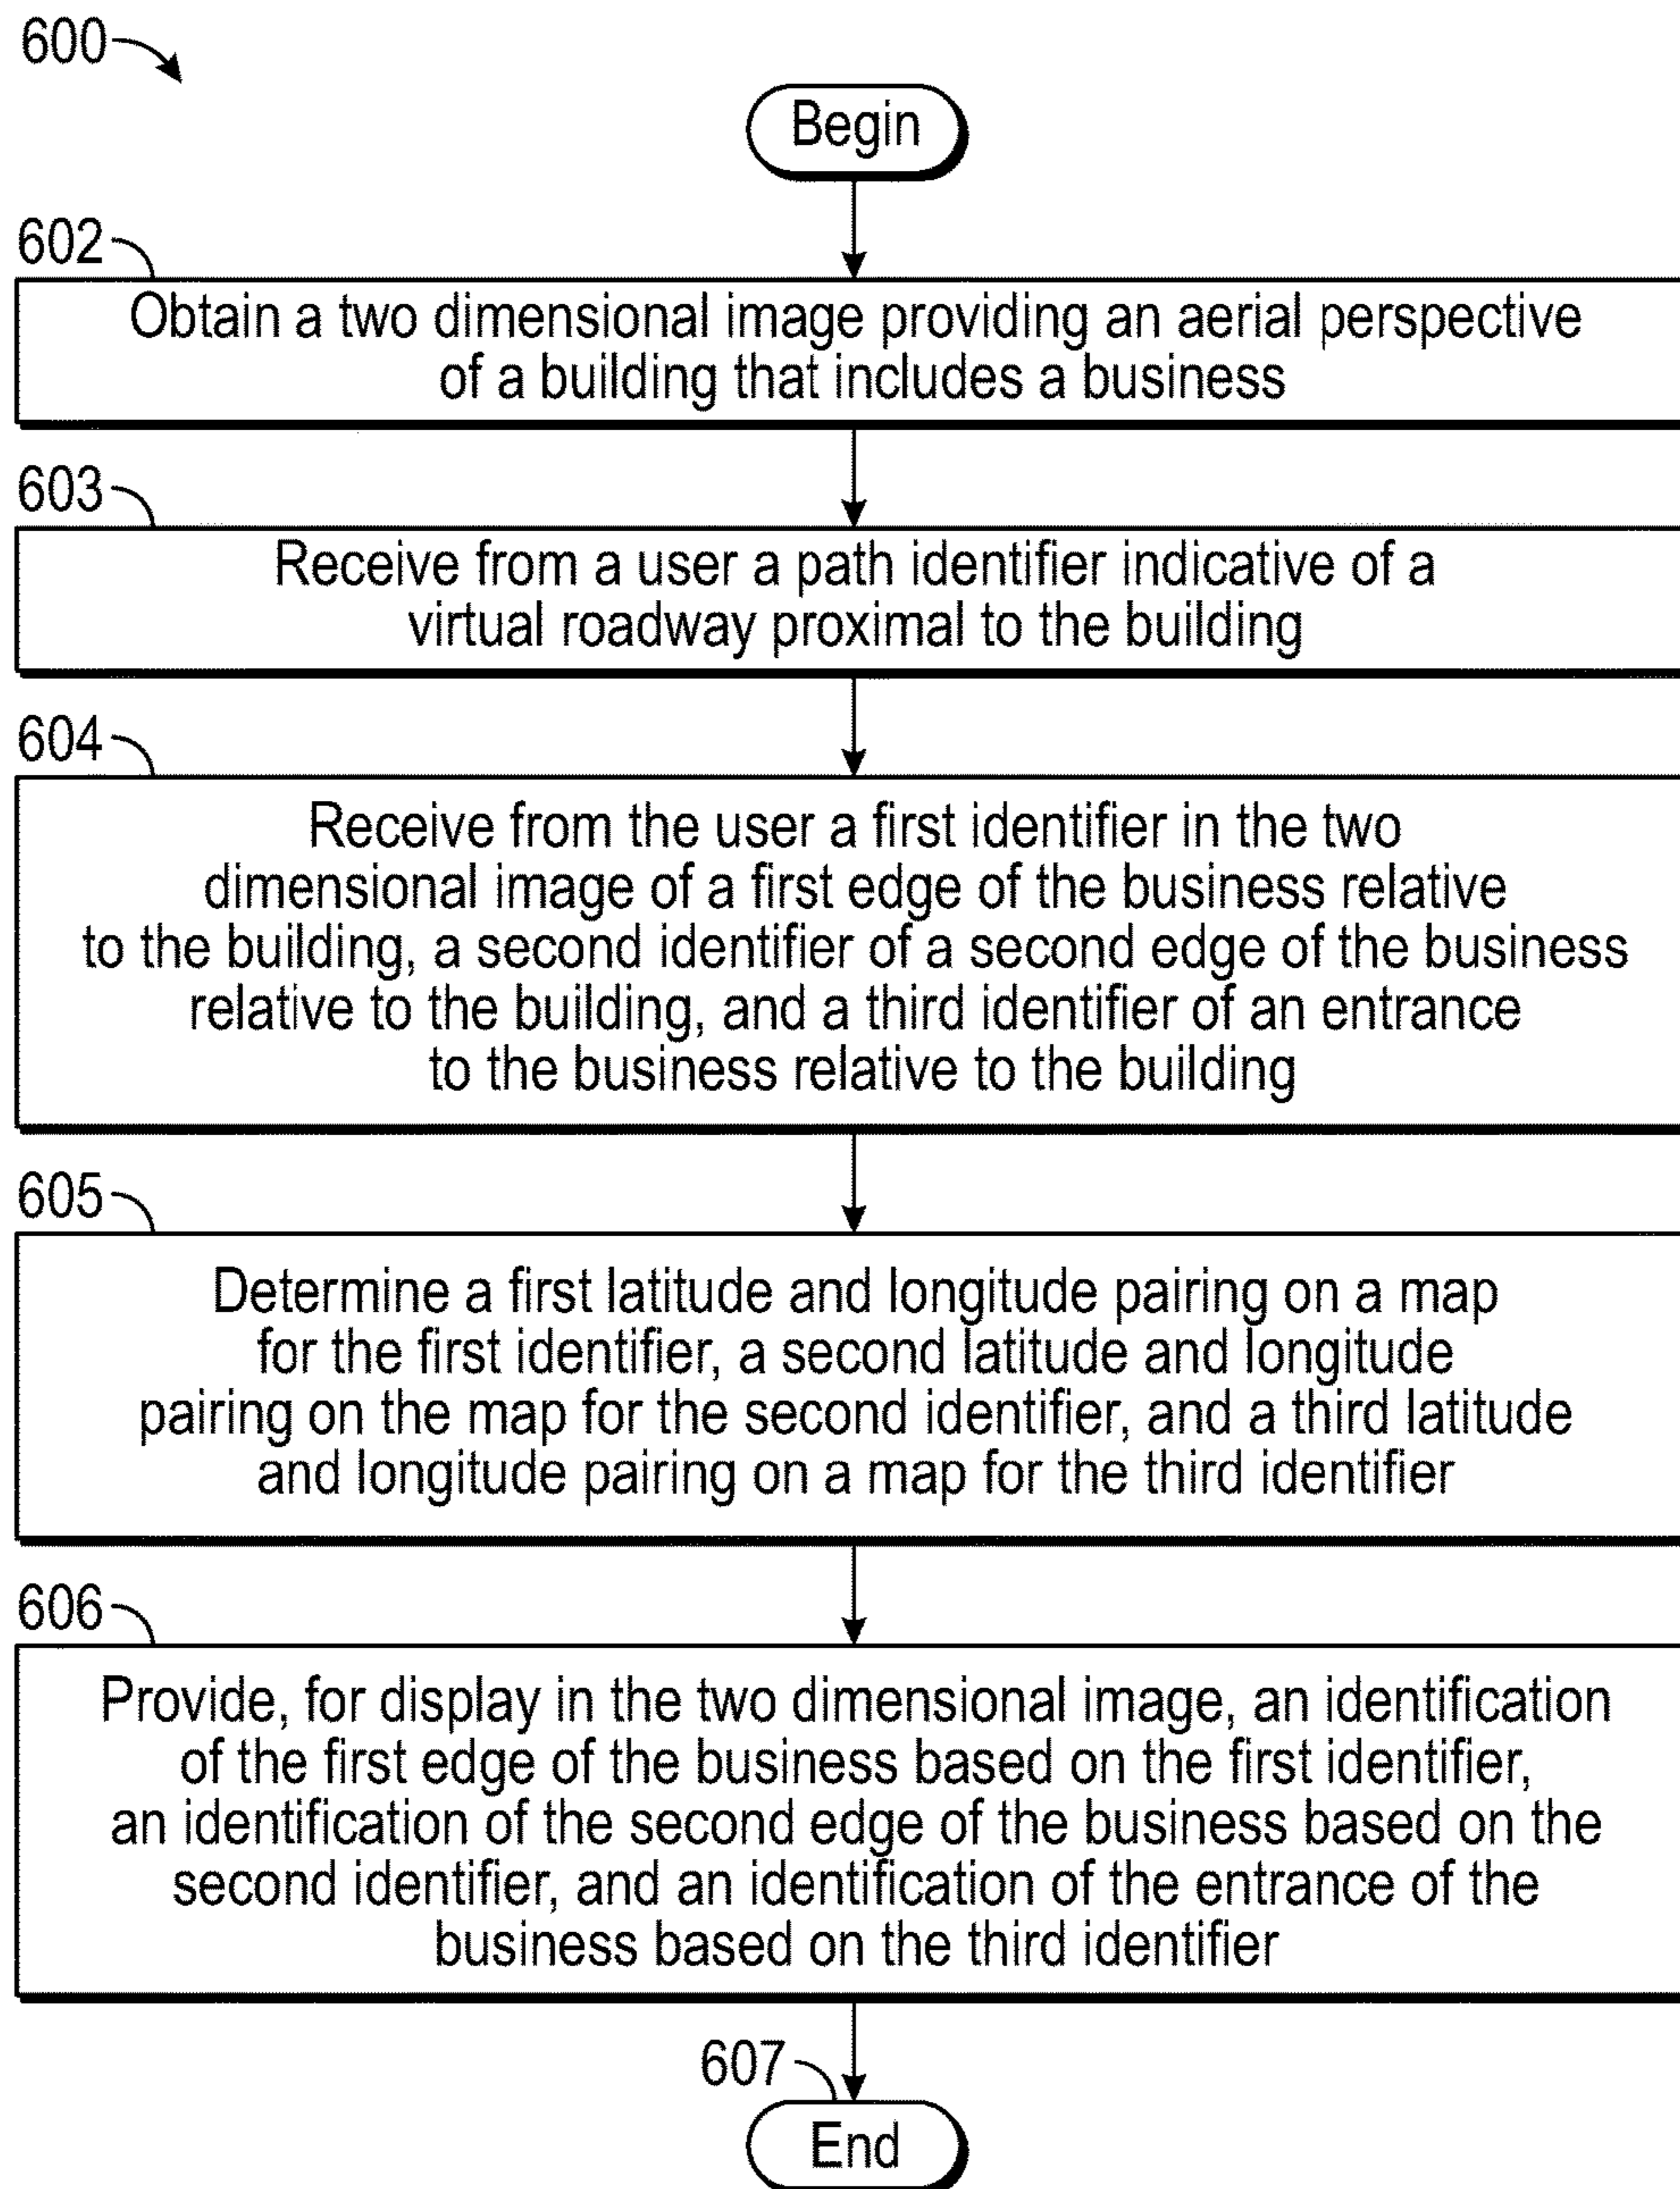 600
Begin
602
Obtain a two dimensional image providing an aerial perspective
of a building that includes a business
603
Receive from a user a path identifier indicative of a
virtual roadway proximal to the building
604
Receive from the user a first identifier in the two
dimensional image of a first edge of the business relative
to the building, a second identifier of a second edge of the business
relative to the building, and a third identifier of an entrance
to the business relative to the building
605
Determine a first latitude and longitude pairing on a map
for the first identifier, a second latitude and longitude
pairing on the map for the second identifier, and a third latitude
and longitude pairing on a map for the third identifier
606
Provide, for display in the two dimensional image, an identification
of the first edge of the business based on the first identifier,
an identification of the second edge of the business based on the
second identifier, and an identification of the entrance of the
business based on the third identifier
607
End